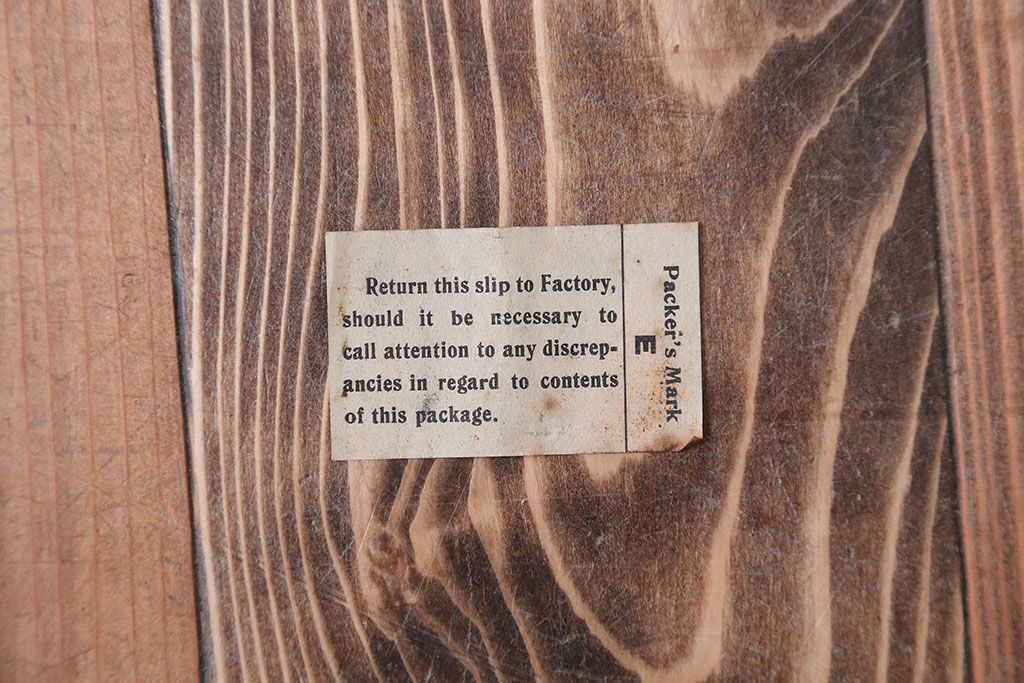 Return this slip to Factory,
should it be necessary to
call attention to any discrep-
ancies in regard to contents
of this package.
Packer's Mark
E